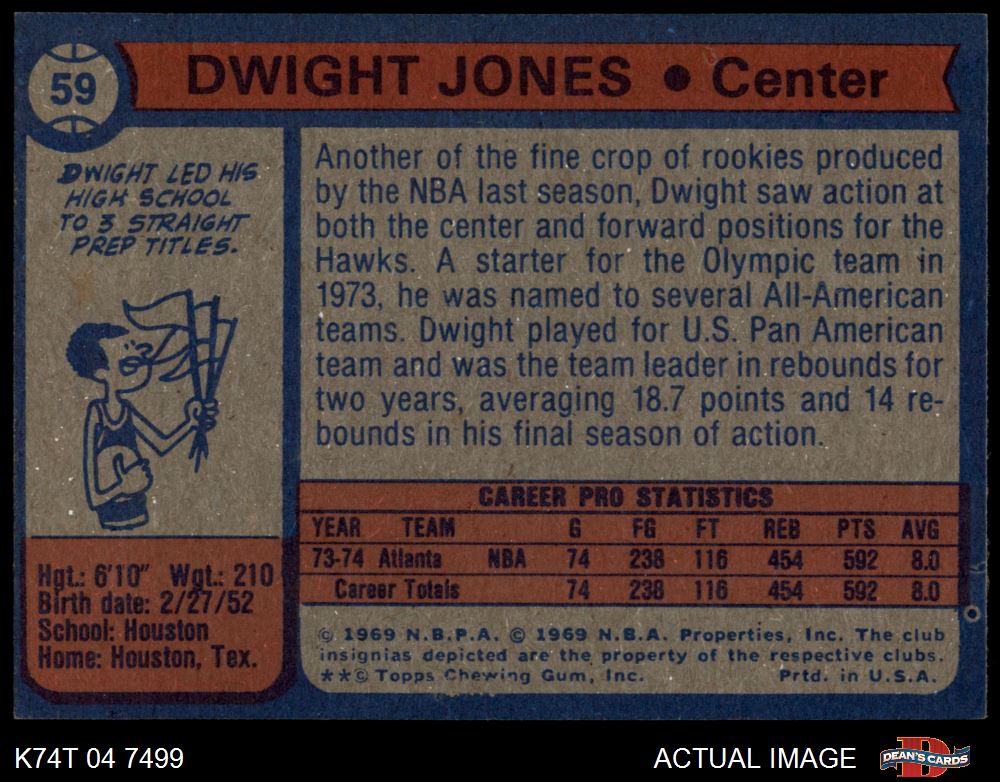 59
DWIGHT JONES ● Center
DWIGHT LED HIS
HIGH SCHOOL
TO 3 STRAIGHT
PREP TITLES.
Another of the fine crop of rookies produced
by the NBA last season, Dwight saw action at
both the center and forward positions for the
Hawks. A starter for the Olympic team in
1973, he was named to several All-American
teams. Dwight played for U.S. Pan American
team and was the team leader in rebounds for
two years, averaging 18.7 points and 14 re-
bounds in his final season of action.
Hgt.: 6'10" Wgt.: 210
Birth date: 2/27/52
School: Houston
Home: Houston, Tex.
CAREER PRO STATISTICS
YEAR TEAM G FG FT REB PTS AVG
73-74 Atlanta NBA 74 238 116 454 592 8.0
Career Totals 74 238 116 454 592 8.0
© 1969 N.B.P.A. © 1969 N.B.A. Properties, Inc. The club
insignias depicted are the property of the respective clubs.
**© Topps Chewing Gum, Inc. Prtd. in U.S.A.
K74T 04 7499 ACTUAL IMAGE DEAN'S CARDS